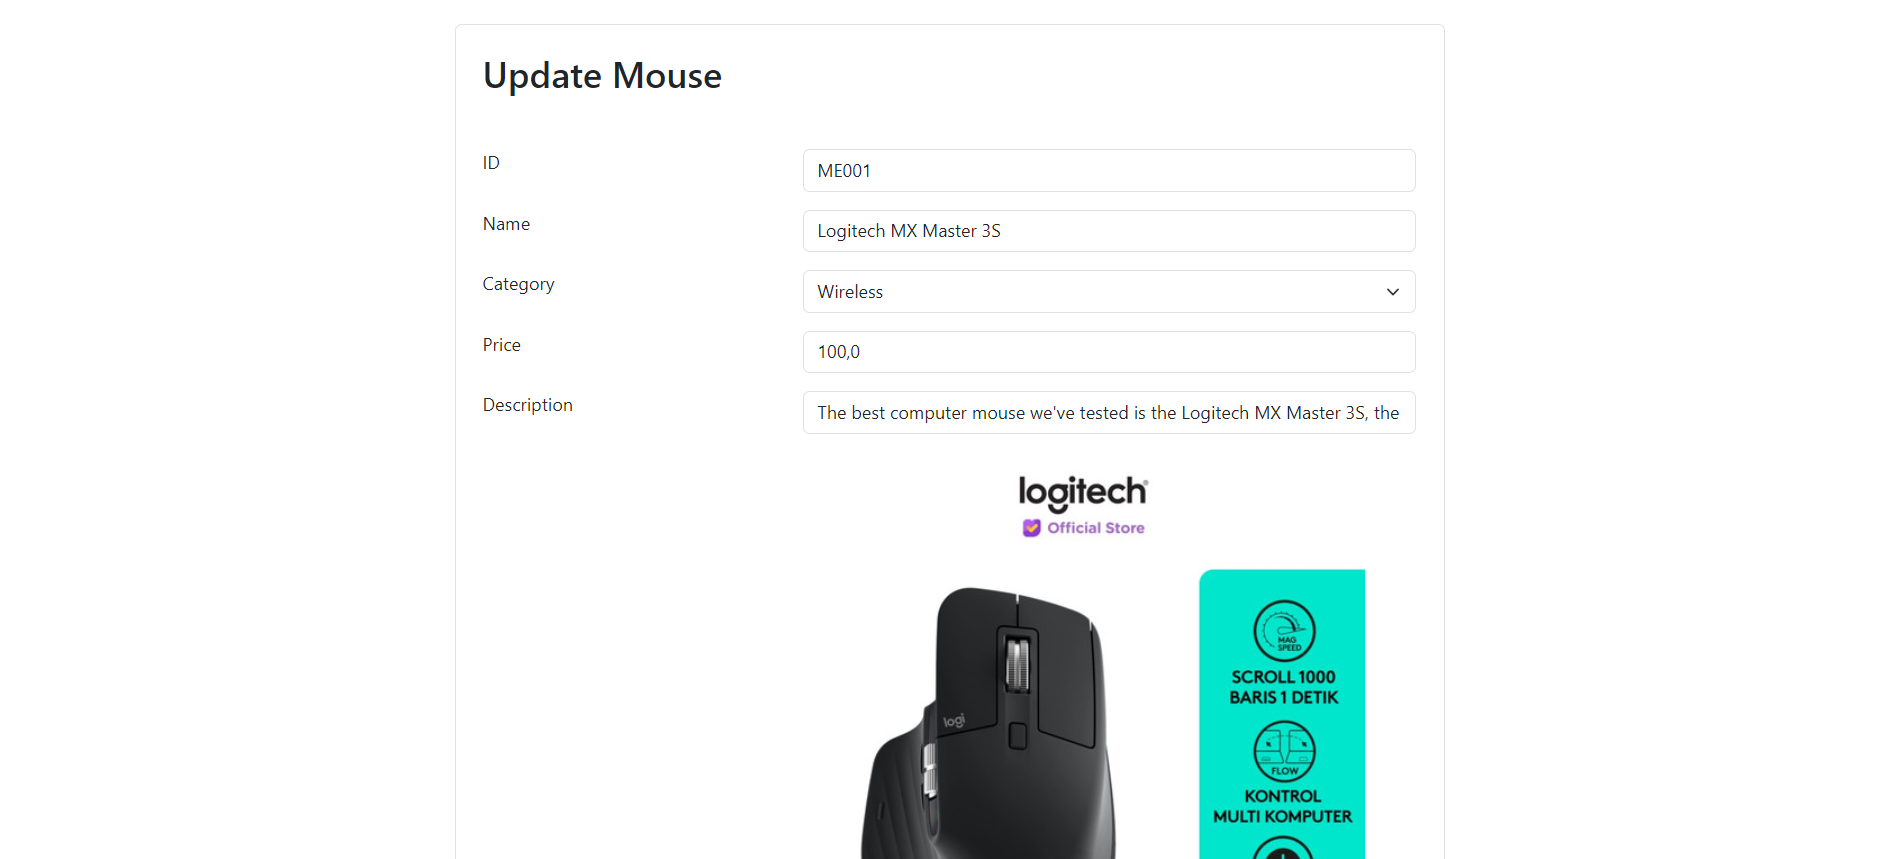 Update Mouse
ID
ME001
Name
Logitech MX Master 3S
Category
Wireless
Price
100,0
Description
The best computer mouse we've tested is the Logitech MX Master 3S, the
logitech
Official Store
logi
MAG
SPEED
SCROLL 1000
BARIS 1 DETIK
FLOW
KONTROL
MULTI KOMPUTER